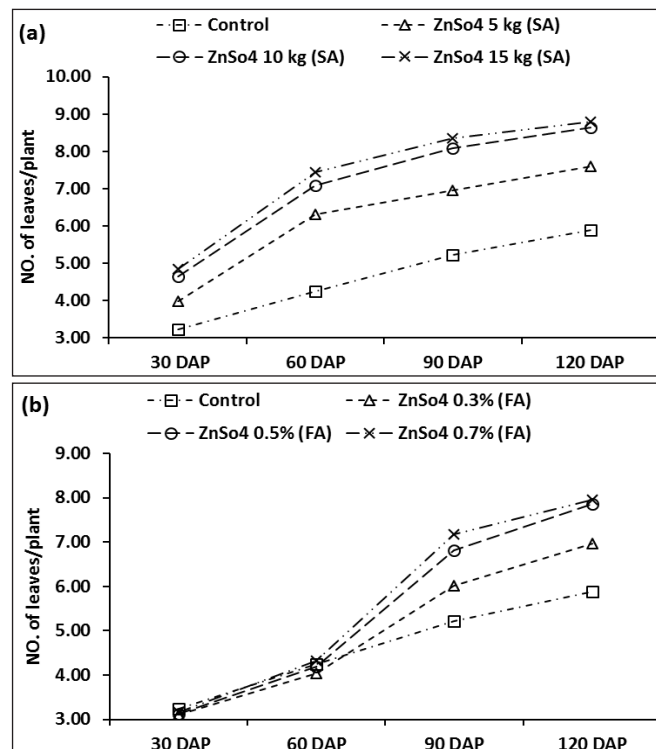 (a)
Control
ZnSo4 5 kg (SA)
ZnSo4 10 kg (SA)
ZnSo4 15 kg (SA)
NO. of leaves/plant
10.00
9.00
8.00
7.00
6.00
5.00
4.00
3.00
30 DAP 60 DAP 90 DAP 120 DAP
(b)
Control
ZnSo4 0.3% (FA)
ZnSo4 0.5% (FA)
ZnSo4 0.7% (FA)
NO. of leaves/plant
9.00
8.00
7.00
6.00
5.00
4.00
3.00
30 DAP 60 DAP 90 DAP 120 DAP